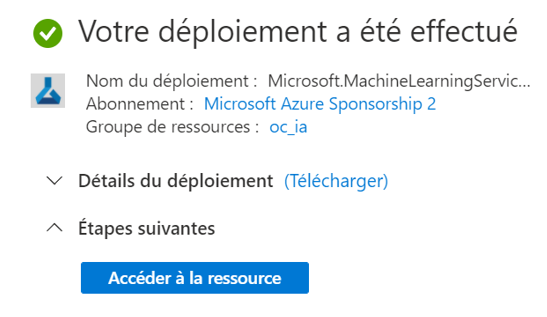 Votre déploiement a été effectué
Nom du déploiement : Microsoft.MachineLearningServic...
Abonnement : Microsoft Azure Sponsorship 2
Groupe de ressources : oc_ia
Détails du déploiement (Télécharger)
Étapes suivantes
Accéder à la ressource